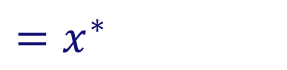 = x*